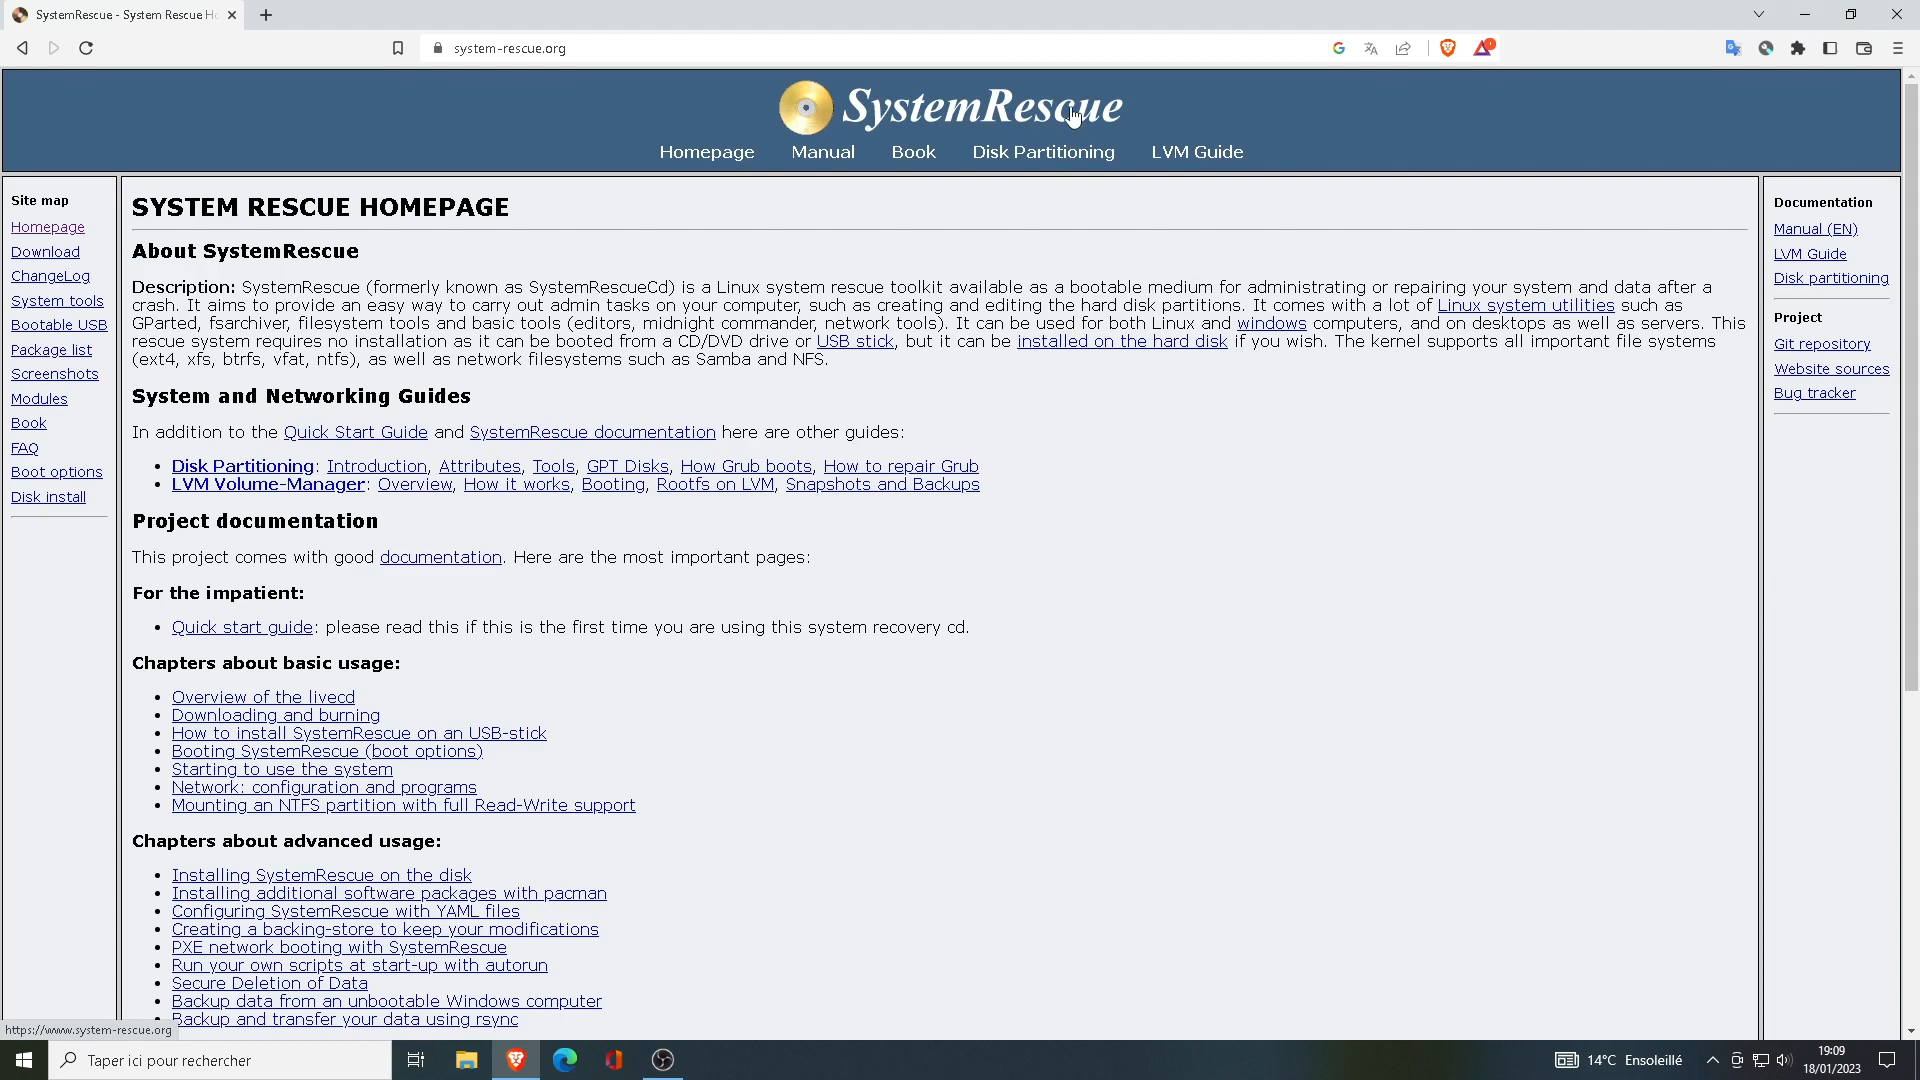 SystemRescue - System Rescue Ho
system-rescue.org
SystemRescue
Homepage Manual Book Disk Partitioning LVM Guide
Site map
Homepage
Download
ChangeLog
System tools
Bootable USB
Package list
Screenshots
Modules
Book
FAQ
Boot options
Disk install
SYSTEM RESCUE HOMEPAGE
About SystemRescue
Description: SystemRescue (formerly known as SystemRescueCd) is a Linux system rescue toolkit available as a bootable medium for administrating or repairing your system and data after a
crash. It aims to provide an easy way to carry out admin tasks on your computer, such as creating and editing the hard disk partitions. It comes with a lot of Linux system utilities such as
GParted, fsarchiver, filesystem tools and basic tools (editors, midnight commander, network tools). It can be used for both Linux and windows computers, and on desktops as well as servers. This
rescue system requires no installation as it can be booted from a CD/DVD drive or USB stick, but it can be installed on the hard disk if you wish. The kernel supports all important file systems
(ext4, xfs, btrfs, vfat, ntfs), as well as network filesystems such as Samba and NFS.
System and Networking Guides
In addition to the Quick Start Guide and SystemRescue documentation here are other guides:
• Disk Partitioning: Introduction, Attributes, Tools, GPT Disks, How Grub boots, How to repair Grub
• LVM Volume-Manager: Overview, How it works, Booting, Rootfs on LVM, Snapshots and Backups
Project documentation
This project comes with good documentation. Here are the most important pages:
For the impatient:
• Quick start guide: please read this if this is the first time you are using this system recovery cd.
Chapters about basic usage:
• Overview of the livecd
• Downloading and burning
• How to install SystemRescue on an USB-stick
• Booting SystemRescue (boot options)
• Starting to use the system
• Network: configuration and programs
• Mounting an NTFS partition with full Read-Write support
Chapters about advanced usage:
• Installing SystemRescue on the disk
• Installing additional software packages with pacman
• Configuring SystemRescue with YAML files
• Creating a backing-store to keep your modifications
• PXE network booting with SystemRescue
• Run your own scripts at start-up with autorun
• Secure Deletion of Data
• Backup data from an unbootable Windows computer
• Backup and transfer your data using rsync
Documentation
Manual (EN)
LVM Guide
Disk partitioning
Project
Git repository
Website sources
Bug tracker
https://www.system-rescue.org
Taper ici pour rechercher
14°C Ensoleillé
19:09
18/01/2023